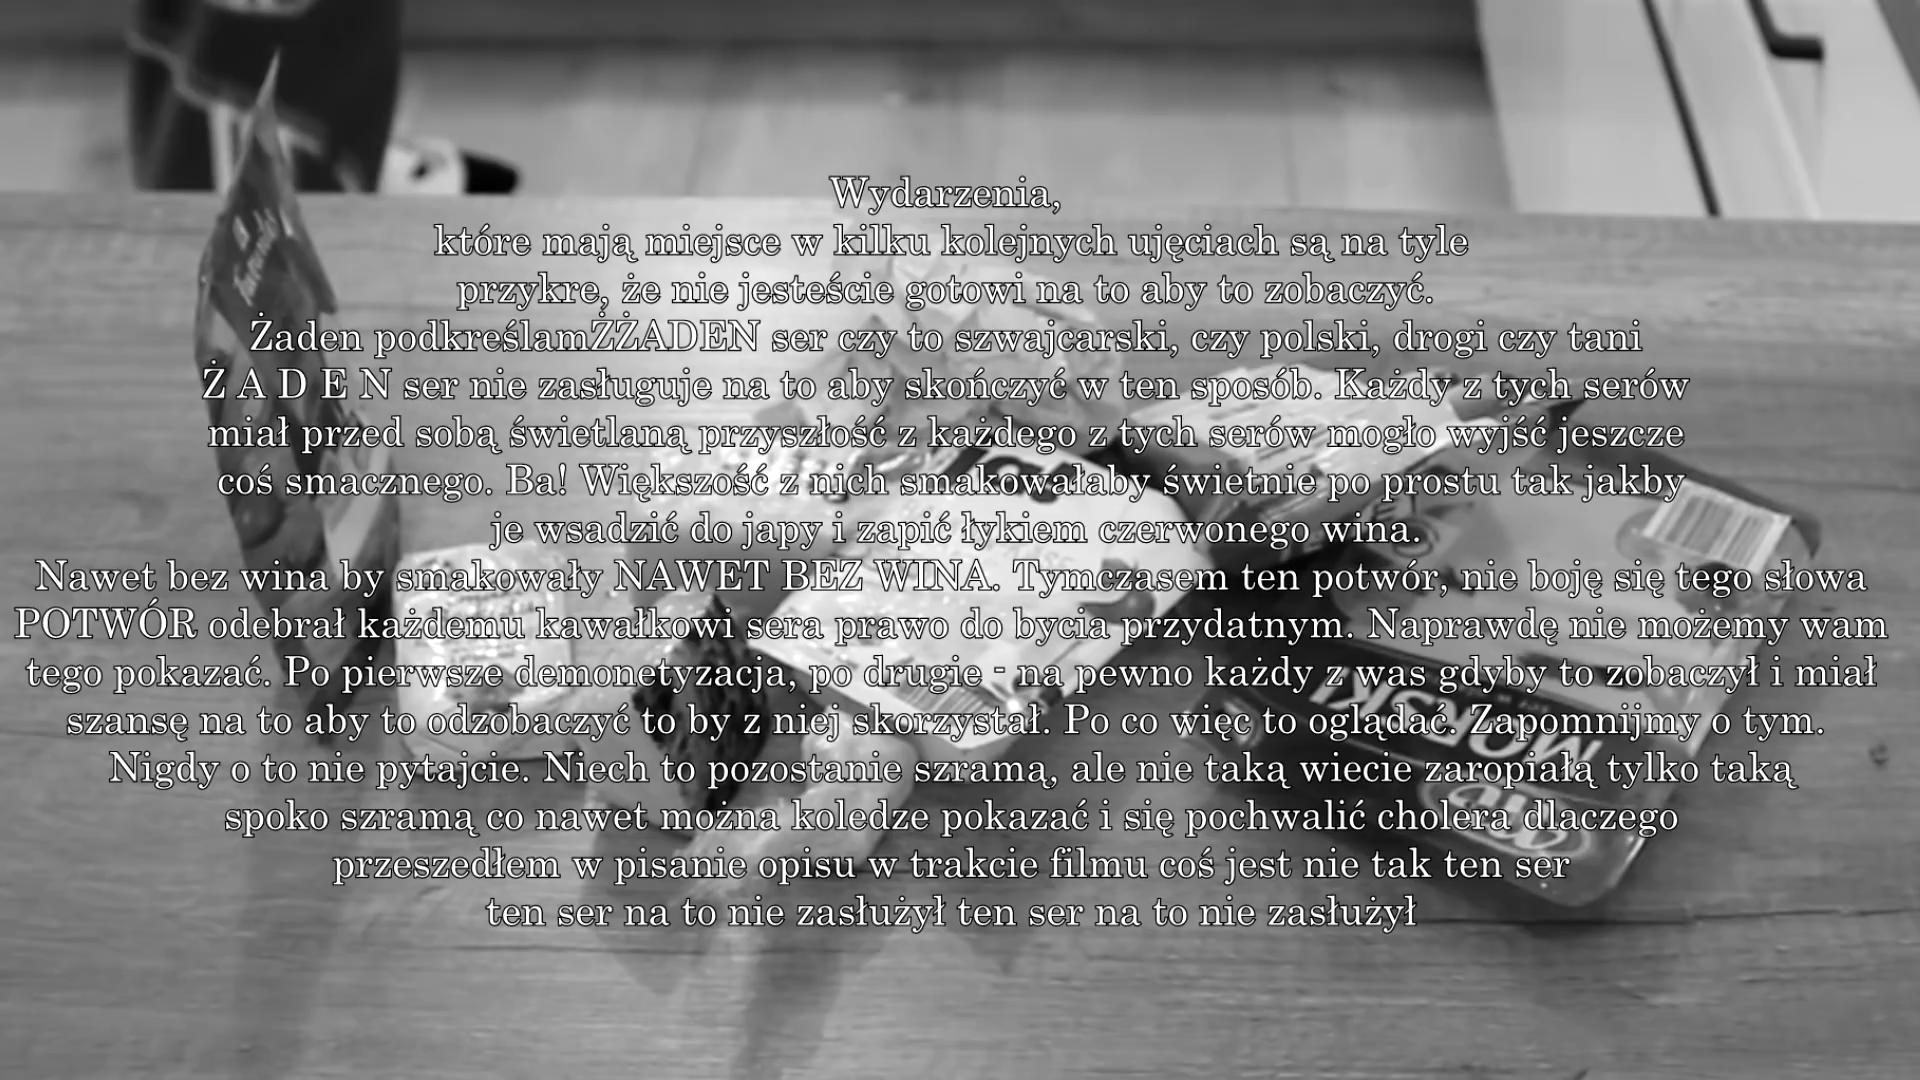 Wydarzenia,
które mają miejsce w kilku kolejnych ujęciach są na tyle
przykre, że nie jesteście gotowi na to aby to zobaczyć.
Żaden podkreślamŻŻADEN ser czy to szwajcarski, czy polski, drogi czy tani
Ż A D E N ser nie zasługuje na to aby skończyć w ten sposób. Każdy z tych serów
miał przed sobą świetlaną przyszłość z każdego z tych serów mogło wyjść jeszcze
coś smacznego. Ba! Większość z nich smakowałaby świetnie po prostu tak jakby
je wsadzić do japy i zapić łykiem czerwonego wina.
Nawet bez wina by smakowały NAWET BEZ WINA. Tymczasem ten potwór, nie boję się tego słowa
POTWÓR odebrał każdemu kawałkowi sera prawo do bycia przydatnym. Naprawdę nie możemy wam
tego pokazać. Po pierwsze demonetyzacja, po drugie - na pewno każdy z was gdyby to zobaczył i miał
szansę na to aby to odzobaczyć to by z niej skorzystał. Po co więc to oglądać. Zapomnijmy o tym.
Nigdy o to nie pytajcie. Niech to pozostanie szramą, ale nie taką wiecie zaropiałą tylko taką
spoko szramą co nawet można koledze pokazać i się pochwalić cholera dlaczego
przeszedłem w pisanie opisu w trakcie filmu coś jest nie tak ten ser
ten ser na to nie zasłużył ten ser na to nie zasłużył